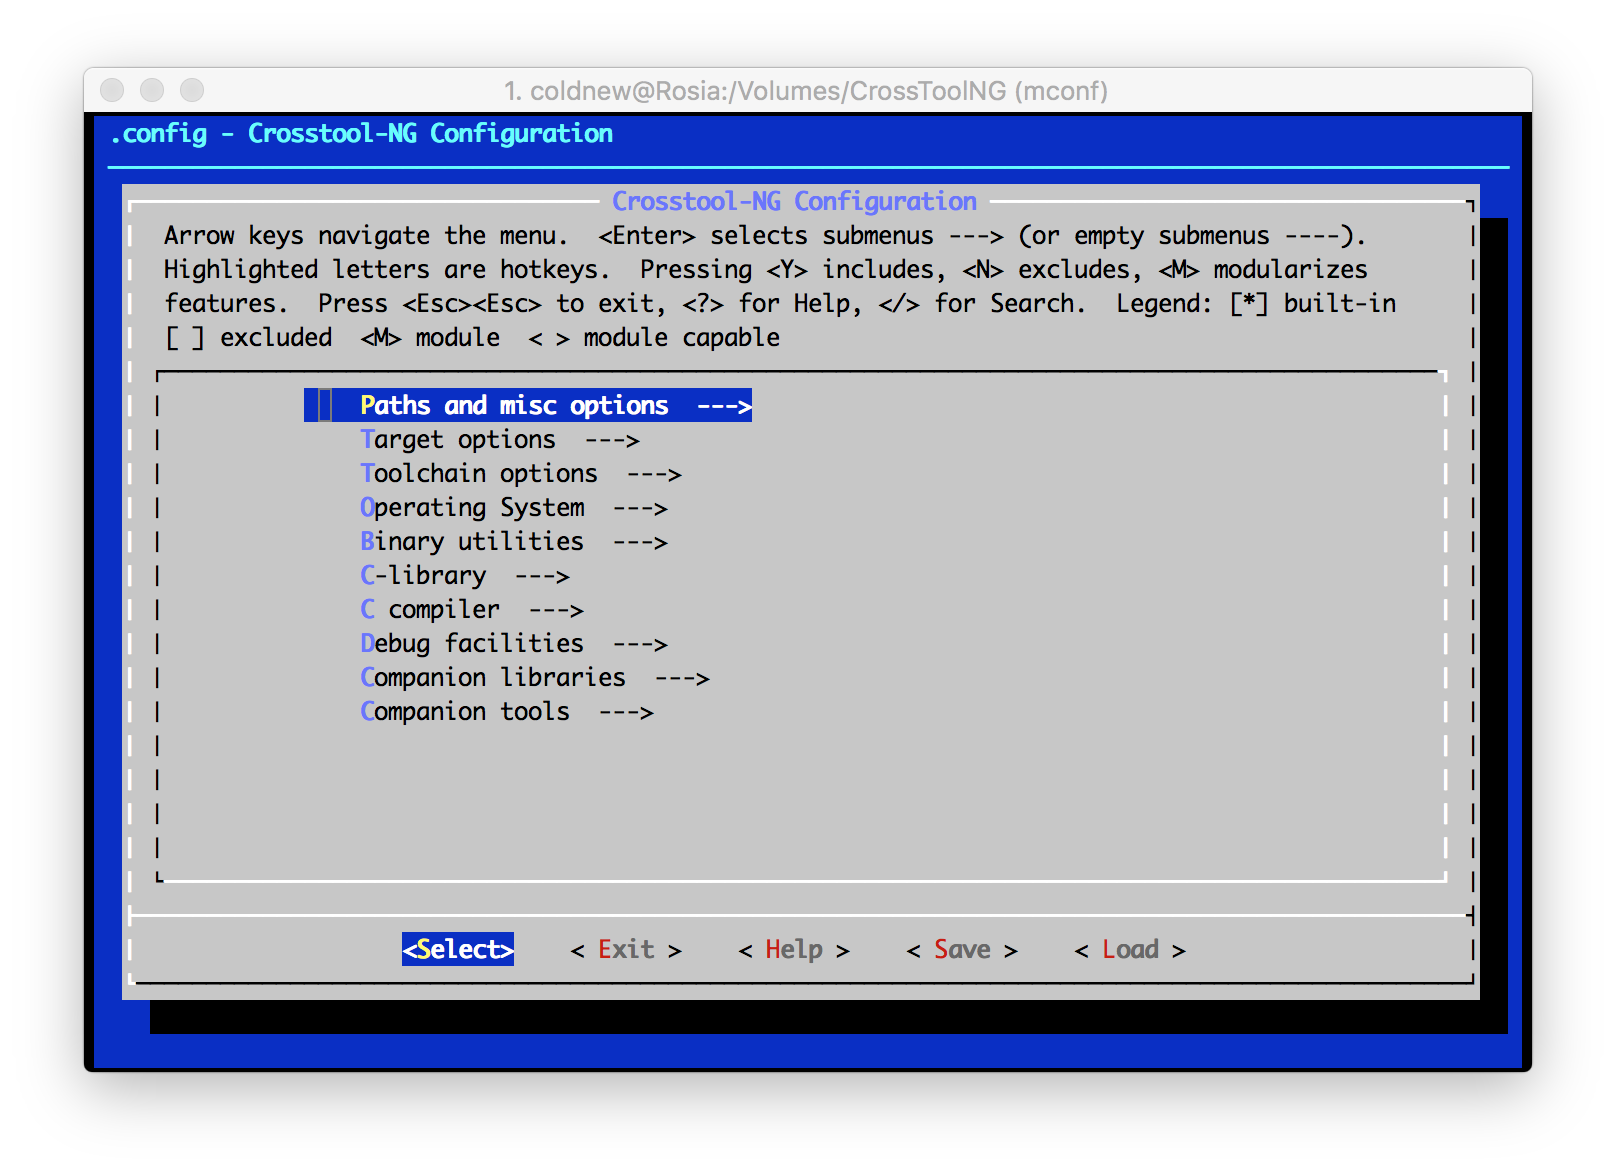 1. coldnew@Rosia:/Volumes/CrossToolNG (mconf)
.config - Crosstool-NG Configuration
Crosstool-NG Configuration
Arrow keys navigate the menu.  <Enter> selects submenus ---> (or empty submenus ----).
Highlighted letters are hotkeys.  Pressing <Y> includes, <N> excludes, <M> modularizes
features.  Press <Esc><Esc> to exit, <?> for Help, </> for Search.  Legend: [*] built-in
[ ] excluded  <M> module  < > module capable
Paths and misc options  --->
Target options  --->
Toolchain options  --->
Operating System  --->
Binary utilities  --->
C-library  --->
C compiler  --->
Debug facilities  --->
Companion libraries  --->
Companion tools  --->
<Select>    < Exit >    < Help >    < Save >    < Load >